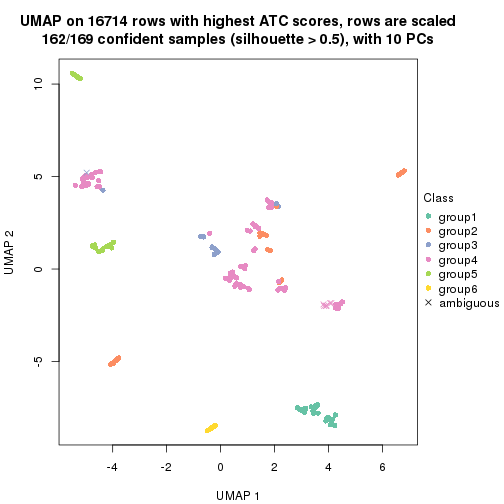 UMAP on 16714 rows with highest ATC scores, rows are scaled
162/169 confident samples (silhouette > 0.5), with 10 PCs
10
5
0
-5
UMAP 2
-4
-2
0
2
4
6
UMAP 1
Class
group1
group2
group3
group4
group5
group6
ambiguous